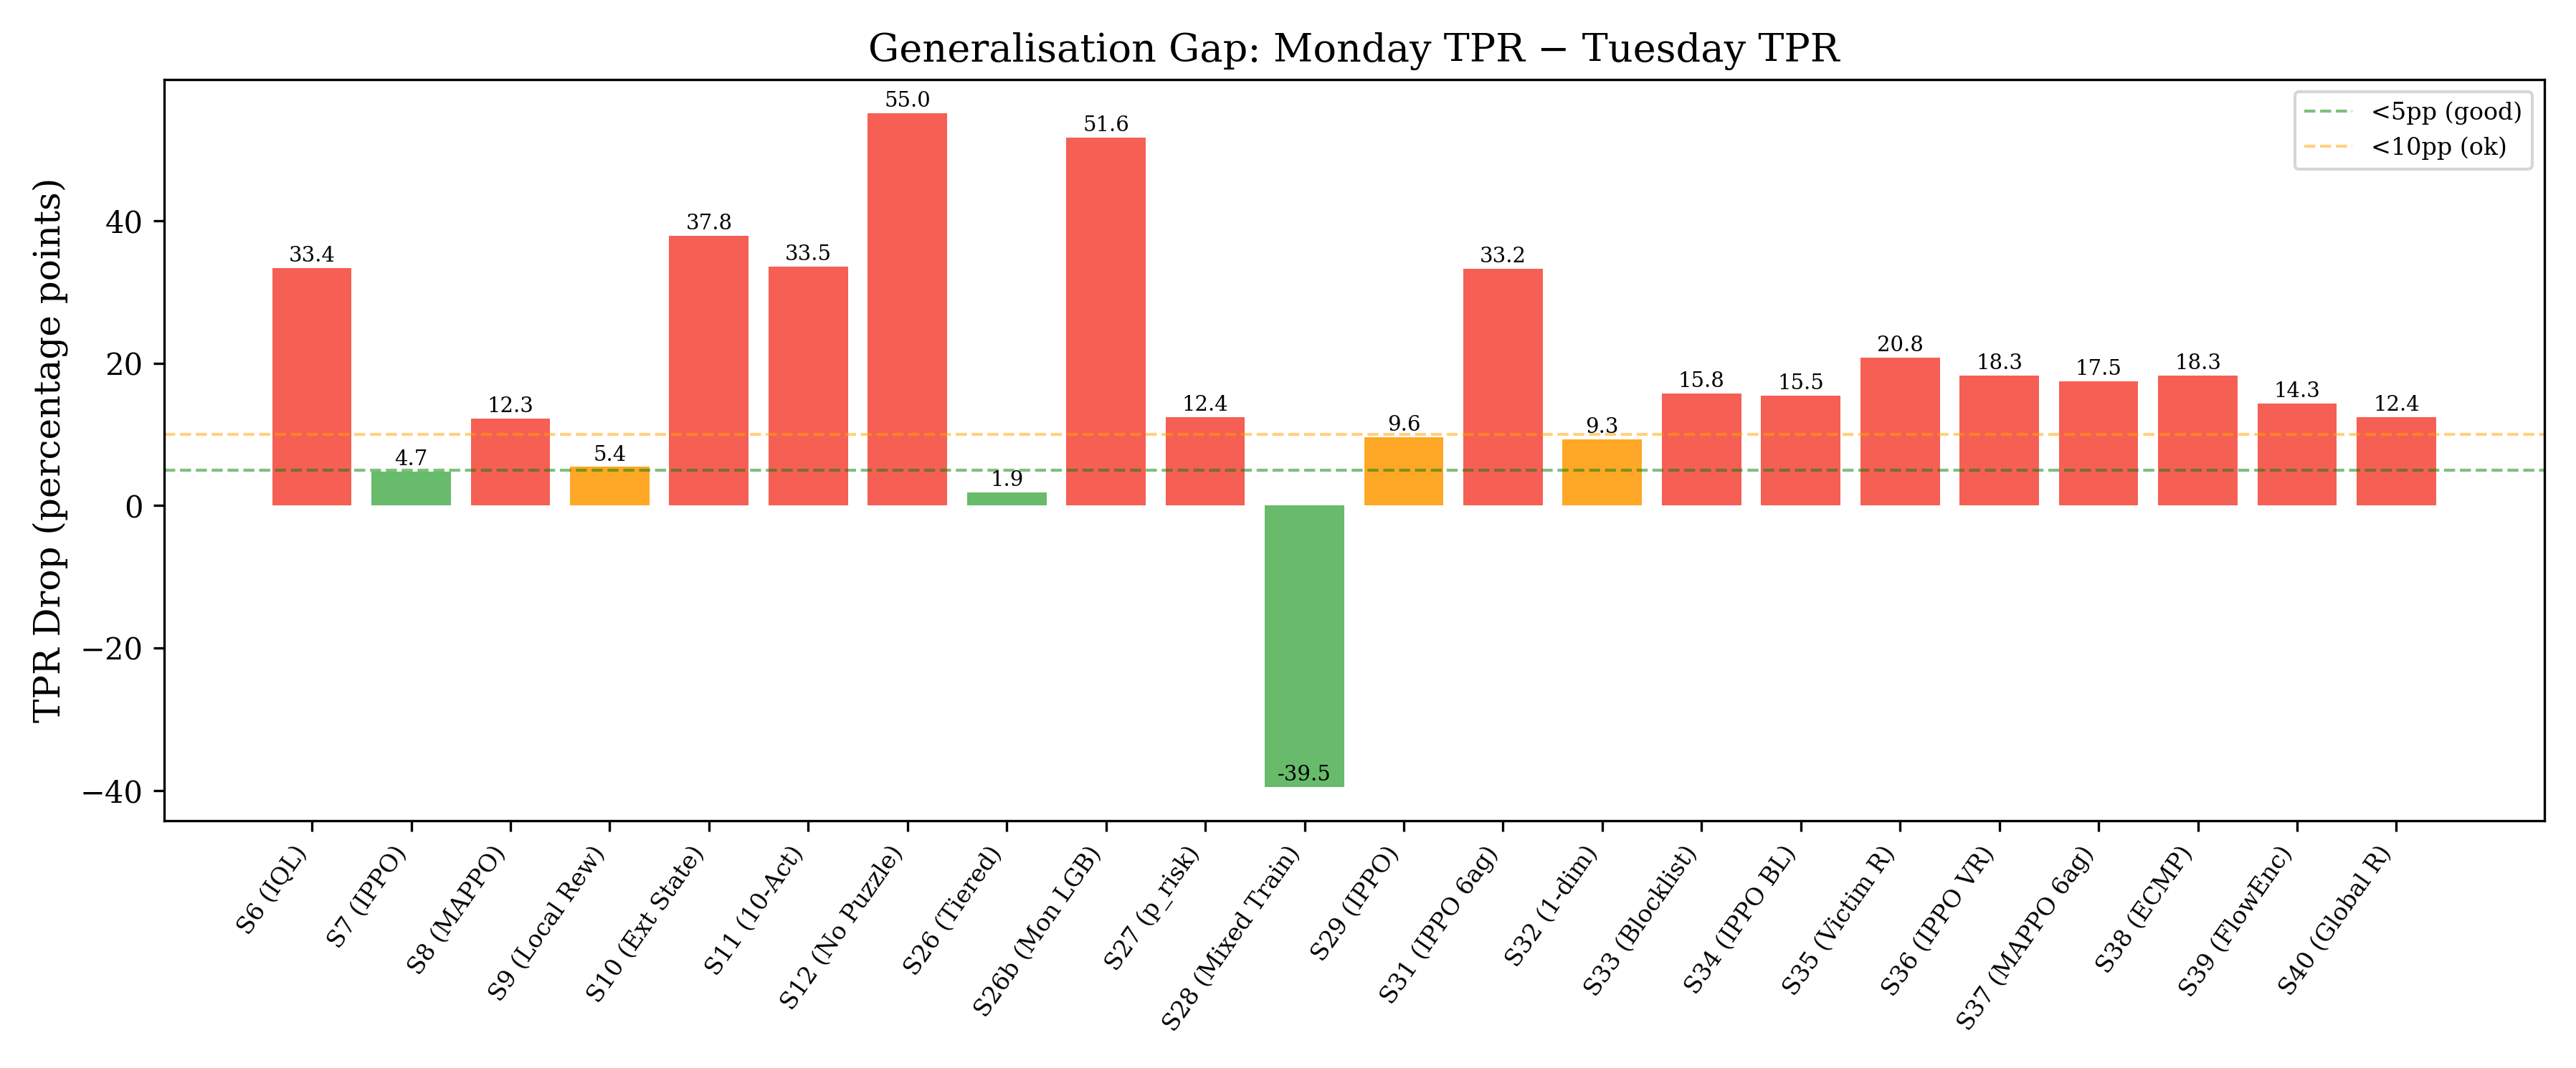 Generalisation Gap: Monday TPR − Tuesday TPR
<5pp (good)
<10pp (ok)
TPR Drop (percentage points)
40
20
0
−20
−40
33.4
4.7
12.3
5.4
37.8
33.5
55.0
1.9
51.6
12.4
-39.5
9.6
33.2
9.3
15.8
15.5
20.8
18.3
17.5
18.3
14.3
12.4
S6 (IQL)
S7 (IPPO)
S8 (MAPPO)
S9 (Local Rew)
S10 (Ext State)
S11 (10-Act)
S12 (No Puzzle)
S26 (Tiered)
S26b (Mon LGB)
S27 (p_risk)
S28 (Mixed Train)
S29 (IPPO)
S31 (IPPO 6ag)
S32 (1-dim)
S33 (Blocklist)
S34 (IPPO BL)
S35 (Victim R)
S36 (IPPO VR)
S37 (MAPPO 6ag)
S38 (ECMP)
S39 (FlowEnc)
S40 (Global R)